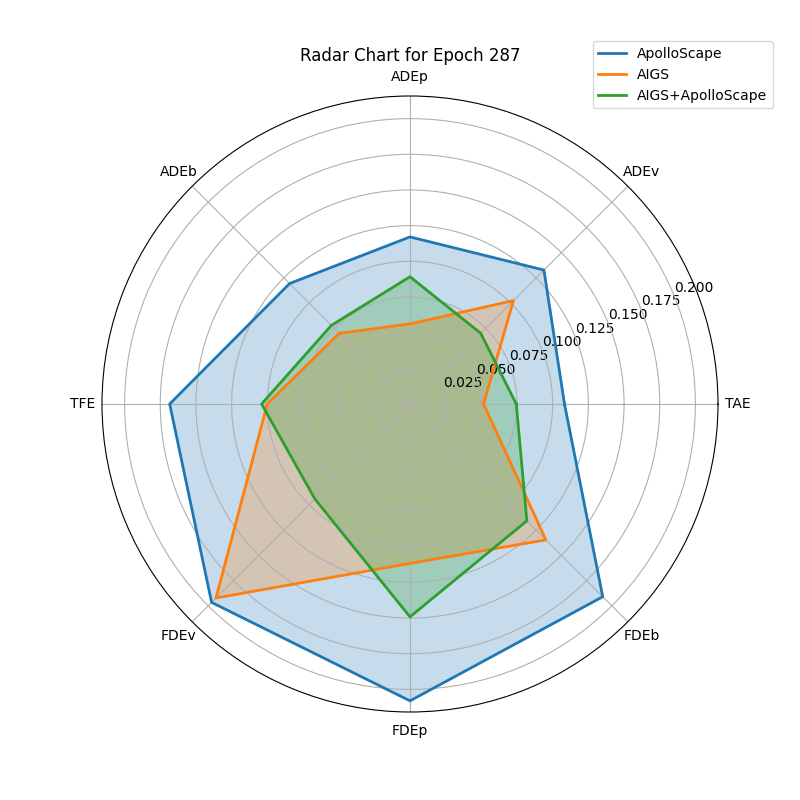 Radar Chart for Epoch 287
ApolloScape
AIGS
AIGS+ApolloScape
ADEp
ADEb
ADEv
0.200
0.175
0.150
0.125
0.100
0.075
0.050
0.025
TFE
TAE
FDEv
FDEb
FDEp